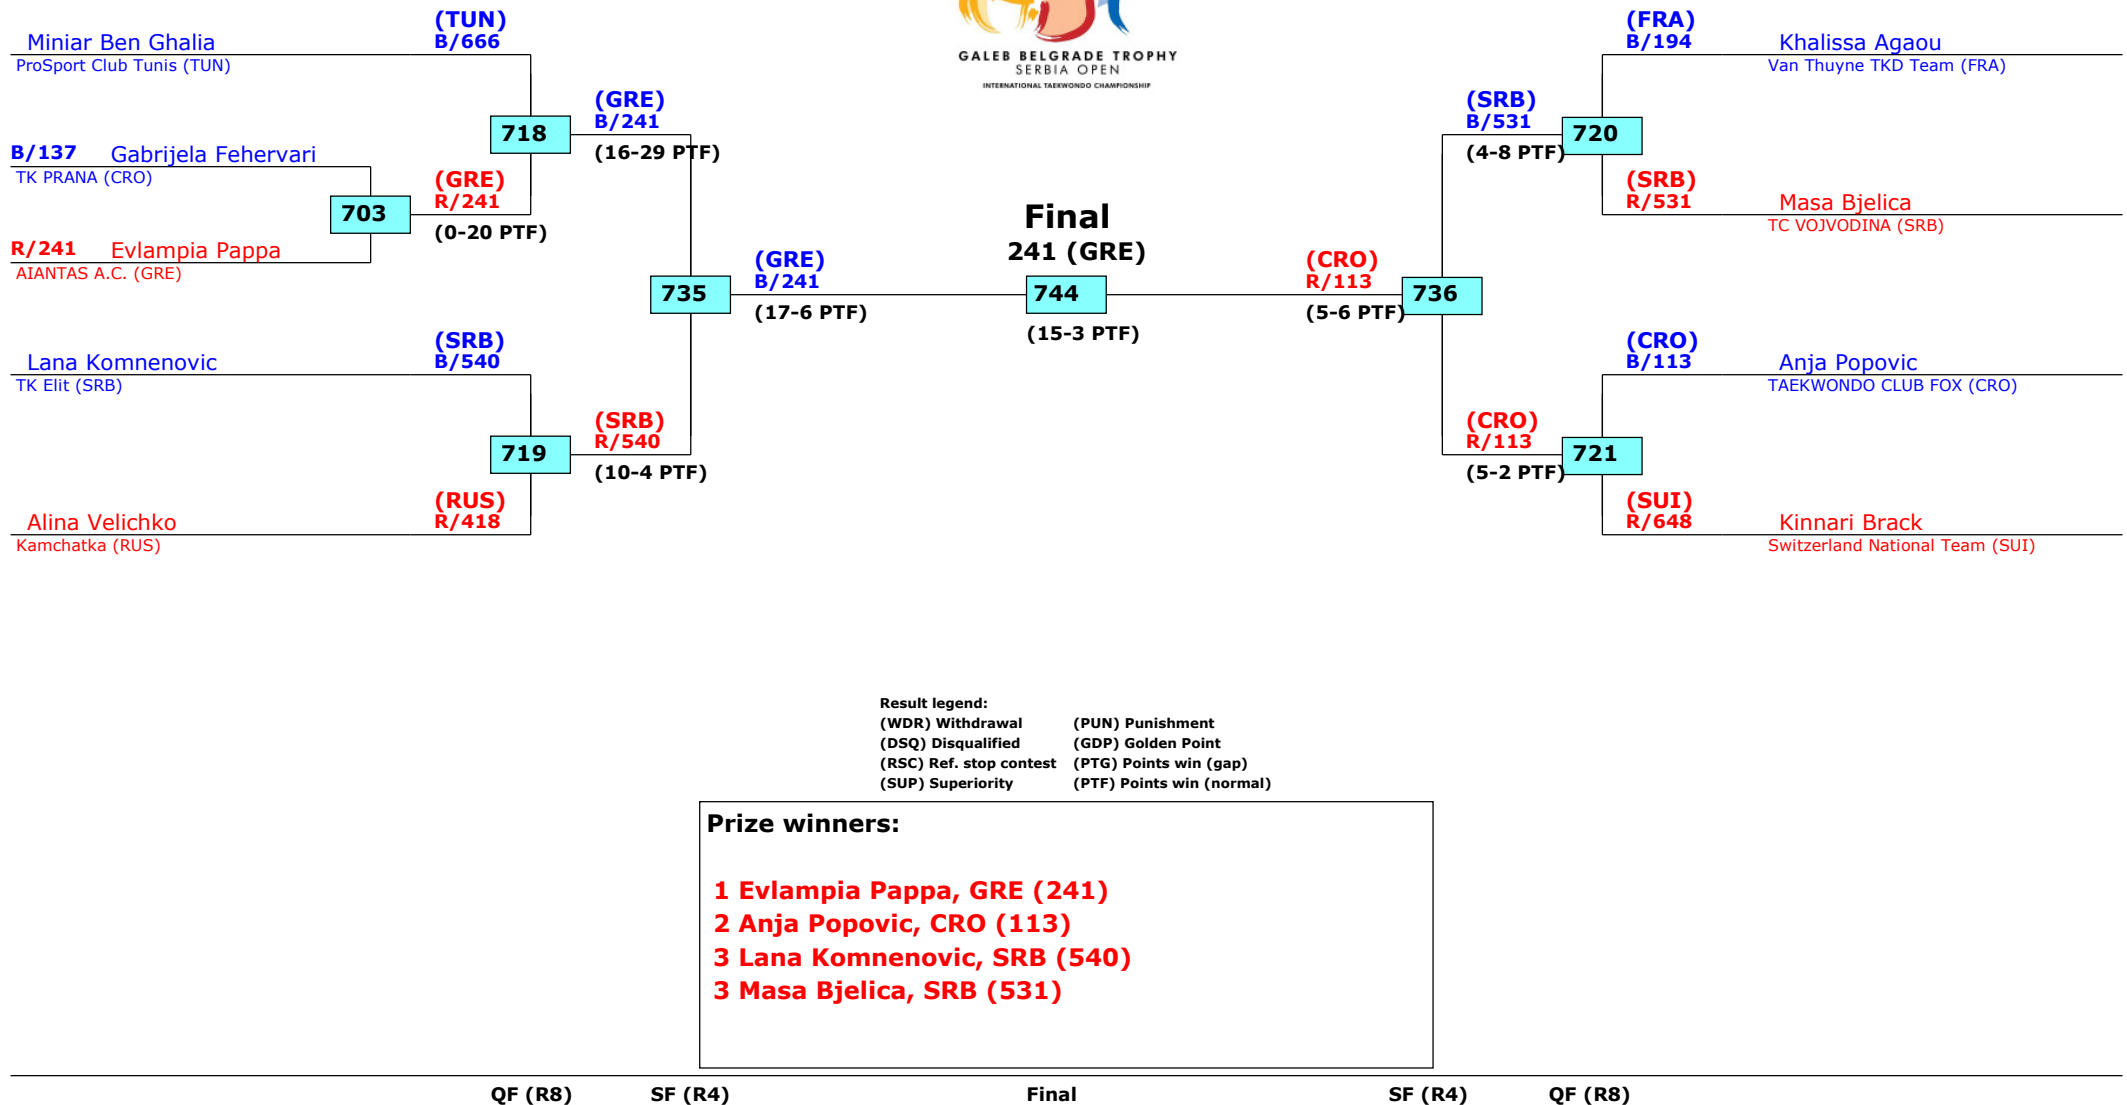 GALEB BELGRADE TROPHY
SERBIA OPEN
INTERNATIONAL TAEKWONDO CHAMPIONSHIP
Miniar Ben Ghalia
ProSport Club Tunis (TUN)
(TUN)
B/666
B/137 Gabrijela Fehervari
TK PRANA (CRO)
R/241 Evlampia Pappa
AIANTAS A.C. (GRE)
703
(GRE)
R/241
(0-20 PTF)
718
(GRE)
B/241
(16-29 PTF)
Lana Komnenovic
TK Elit (SRB)
(SRB)
B/540
Alina Velichko
Kamchatka (RUS)
(RUS)
R/418
719
(SRB)
R/540
(10-4 PTF)
735
(GRE)
B/241
(17-6 PTF)
Final
241 (GRE)
744
(15-3 PTF)
(CRO)
R/113
(5-6 PTF)
736
(SRB)
B/531
(4-8 PTF)
720
(FRA)
B/194
Khalissa Agaou
Van Thuyne TKD Team (FRA)
(SRB)
R/531
Masa Bjelica
TC VOJVODINA (SRB)
(CRO)
R/113
(5-2 PTF)
721
(CRO)
B/113
Anja Popovic
TAEKWONDO CLUB FOX (CRO)
(SUI)
R/648
Kinnari Brack
Switzerland National Team (SUI)
Result legend:
(WDR) Withdrawal (PUN) Punishment
(DSQ) Disqualified (GDP) Golden Point
(RSC) Ref. stop contest (PTG) Points win (gap)
(SUP) Superiority (PTF) Points win (normal)
Prize winners:
1 Evlampia Pappa, GRE (241)
2 Anja Popovic, CRO (113)
3 Lana Komnenovic, SRB (540)
3 Masa Bjelica, SRB (531)
QF (R8) SF (R4) Final SF (R4) QF (R8)